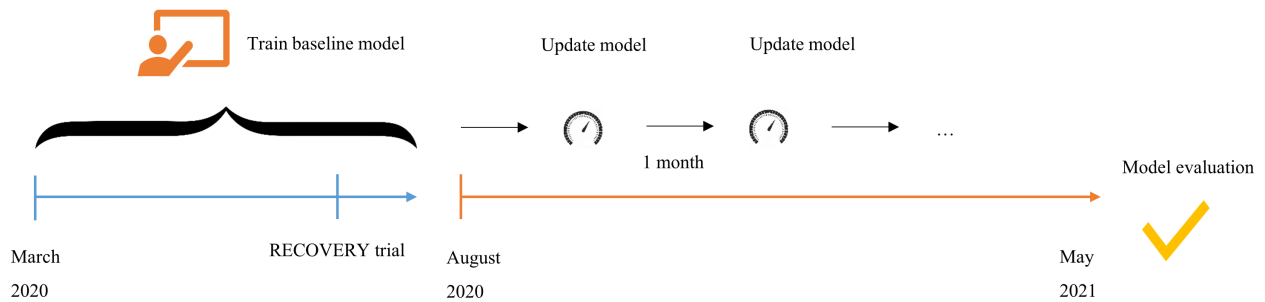 Train baseline model
Update model
Update model
1 month
...
Model evaluation
RECOVERY trial
March
2020
August
2020
May
2021